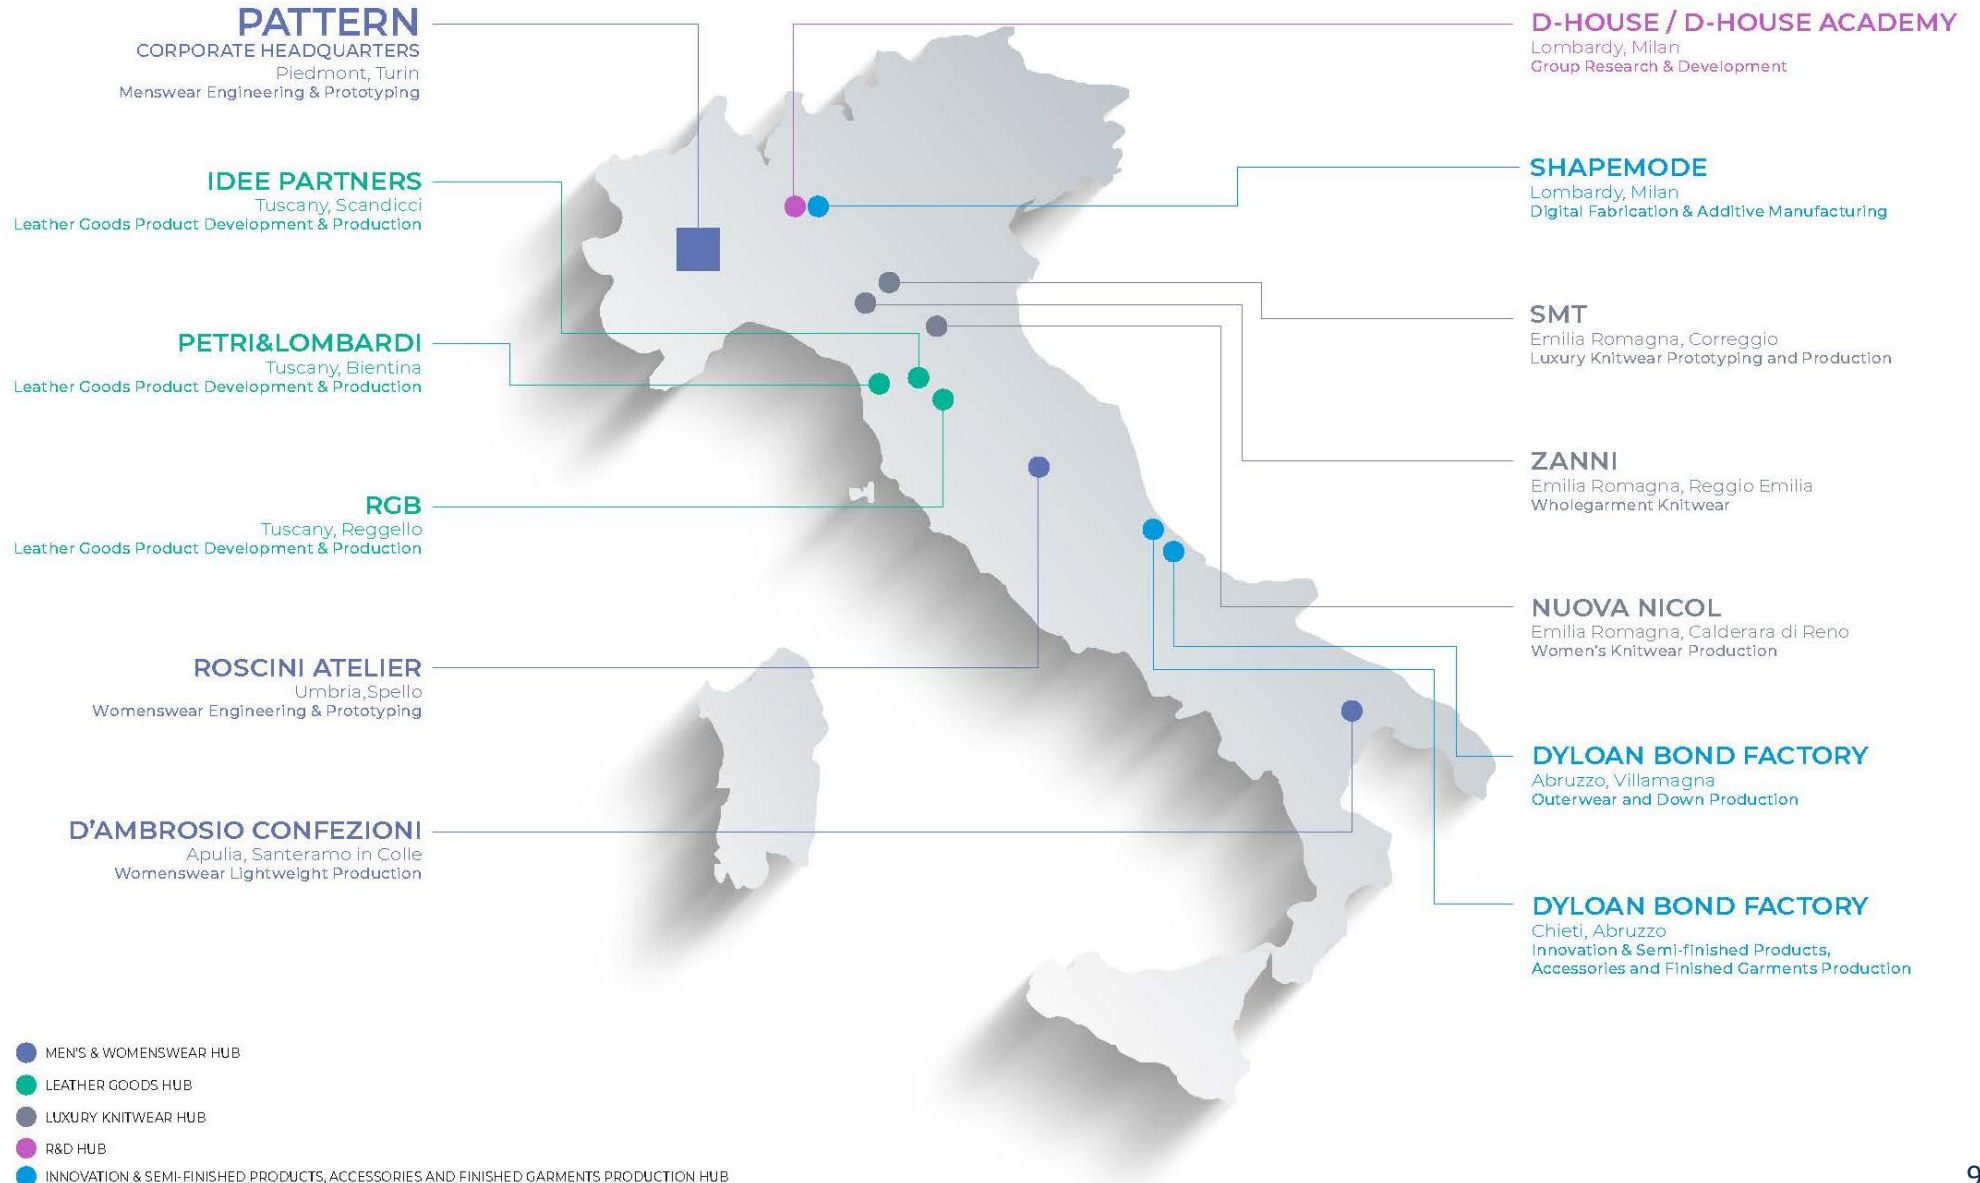 PATTERN
CORPORATE HEADQUARTERS
Piedmont, Turin
Menswear Engineering & Prototyping
IDEE PARTNERS
Tuscany, Scandicci
Leather Goods Product Development & Production
PETRI&LOMBARDI
Tuscany, Bientina
Leather Goods Product Development & Production
RGB
Tuscany, Reggello
Leather Goods Product Development & Production
ROSCINI ATELIER
Umbria,Spello
Womenswear Engineering & Prototyping
D'AMBROSIO CONFEZIONI
Apulia, Santeramo in Colle
Womenswear Lightweight Production
D-HOUSE / D-HOUSE ACADEMY
Lombardy, Milan
Group Research & Development
SHAPEMODE
Lombardy, Milan
Digital Fabrication & Additive Manufacturing
SMT
Emilia Romagna, Correggio
Luxury Knitwear Prototyping and Production
ZANNI
Emilia Romagna, Reggio Emilia
Wholegarment Knitwear
NUOVA NICOL
Emilia Romagna, Calderara di Reno
Women's Knitwear Production
DYLOAN BOND FACTORY
Abruzzo, Villamagna
Outerwear and Down Production
DYLOAN BOND FACTORY
Chieti, Abruzzo
Innovation & Semi-finished Products,
Accessories and Finished Garments Production
MEN'S & WOMENSWEAR HUB
LEATHER GOODS HUB
LUXURY KNITWEAR HUB
R&D HUB
INNOVATION & SEMI-FINISHED PRODUCTS, ACCESSORIES AND FINISHED GARMENTS PRODUCTION HUB
9